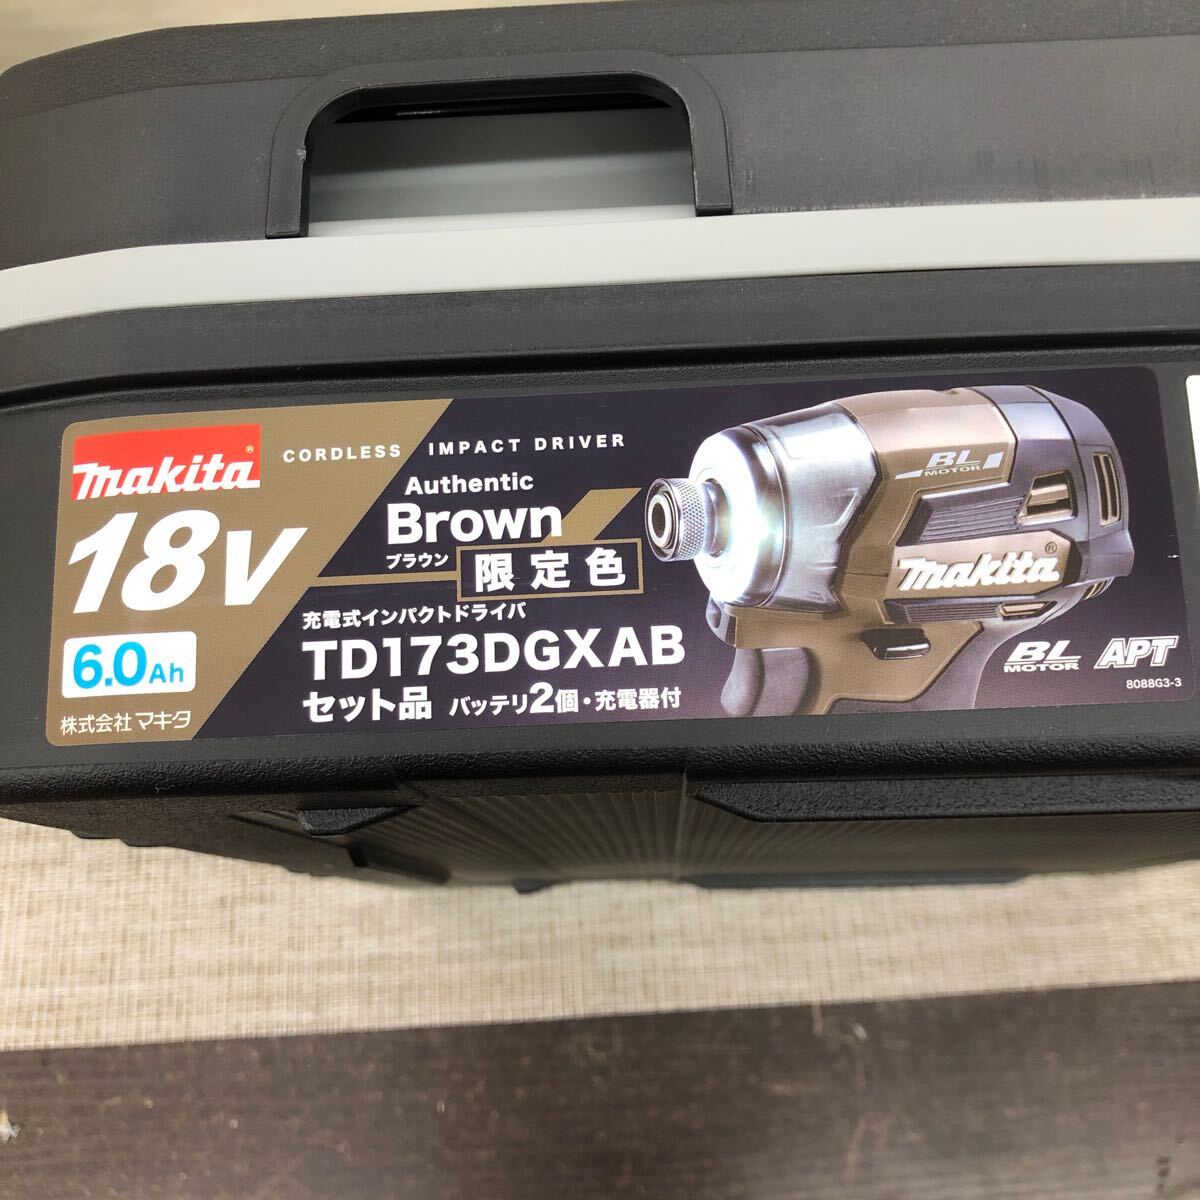 makita®
CORDLESS IMPACT DRIVER
18V
Authentic
Brown
ブラウン
限定色
6.0Ah
充電式インパクトドライバ
TD173DGXAB
セット品 バッテリ2個・充電器付
株式会社 マキタ
BL
MOTOR
makita®
BL
MOTOR
APT
8088G3-3